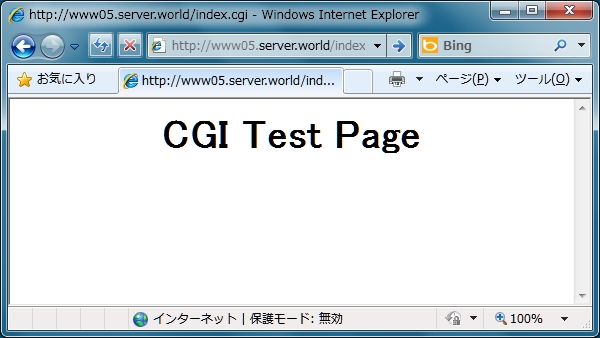 http://www05.server.world/index.cgi - Windows Internet Explorer
http://www05.server.world/index
Bing
お気に入り
http://www05.server.world/ind...
ページ(P)
ツール(O)
CGI Test Page
インターネット | 保護モード: 無効
100%